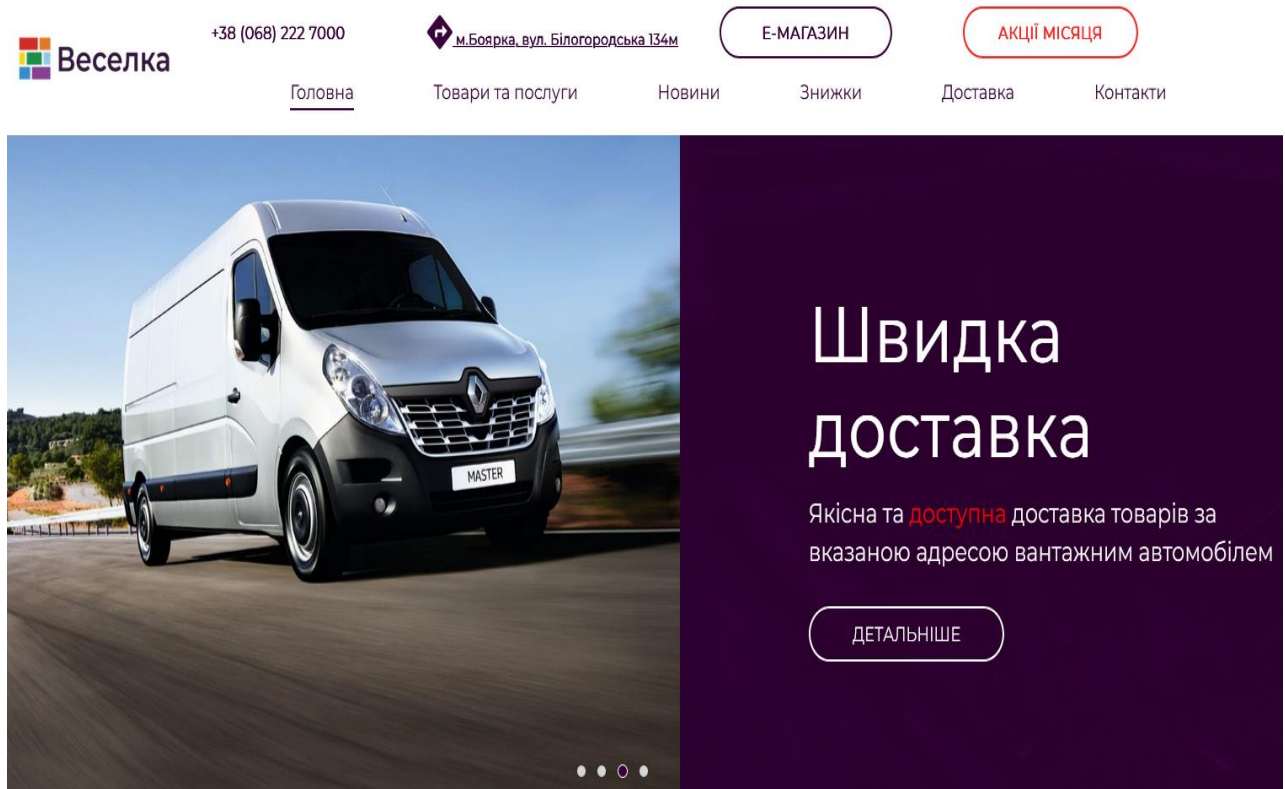 Веселка
+38 (068) 222 7000
м.Боярка, вул. Білогородська 134м
Е-МАГАЗИН
АКЦІЇ МІСЯЦЯ
Головна
Товари та послуги
Новини
Знижки
Доставка
Контакти
MASTER
Швидка
доставка
Якісна та доступна доставка товарів за
вказаною адресою вантажним автомобілем
ДЕТАЛЬНІШЕ